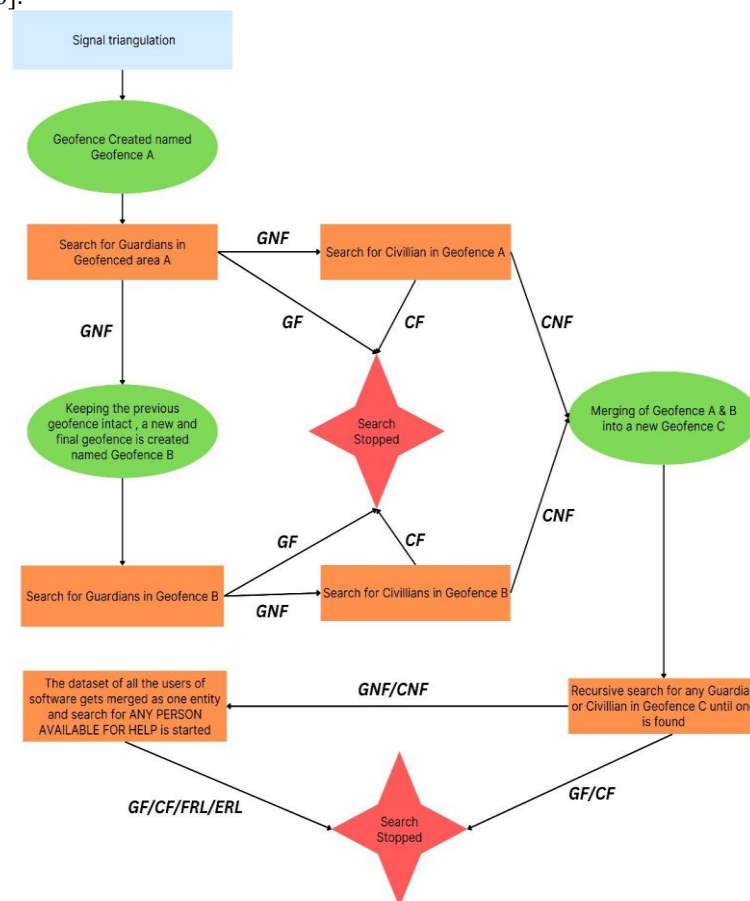 Signal triangulation
Geofence Created named
Geofence A
Search for Guardians in
Geofenced area A
GNF
Search for Civillian in Geofence A
GNF
GF
CF
CNF
Keeping the previous
geofence intact , a new and
final geofence is created
named Geofence B
Search
Stopped
Merging of Geofence A & B
into a new Geofence C
GF
CF
CNF
Search for Guardians in Geofence B
GNF
Search for Civillians in Geofence B
The dataset of all the users of
software gets merged as one entity
and search for ANY PERSON
AVAILABLE FOR HELP is started
GNF/CNF
Recursive search for any
or Civillian in Geofence C until
is found
GF/CF/FRL/ERL
GF/CF
Search
Stopped